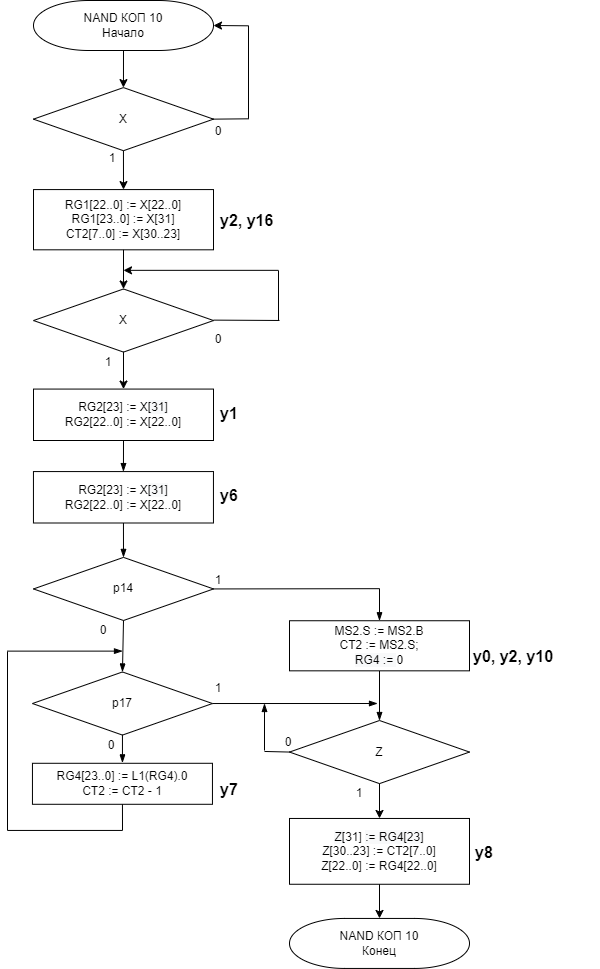 NAND КОП 10
Начало
X
0
1
RG1[22..0] := X[22..0]
RG1[23..0] := X[31]
CT2[7..0] := X[30..23]
y2, y16
X
0
1
RG2[23] := X[31]
RG2[22..0] := X[22..0]
y1
RG2[23] := X[31]
RG2[22..0] := X[22..0]
y6
p14
1
0
MS2.S := MS2.B
CT2 := MS2.S;
RG4 := 0
y0, y2, y10
p17
1
0
Z
0
1
RG4[23..0] := L1(RG4).0
CT2 := CT2 - 1
y7
Z[31] := RG4[23]
Z[30..23] := CT2[7..0]
Z[22..0] := RG4[22..0]
y8
NAND КОП 10
Конец